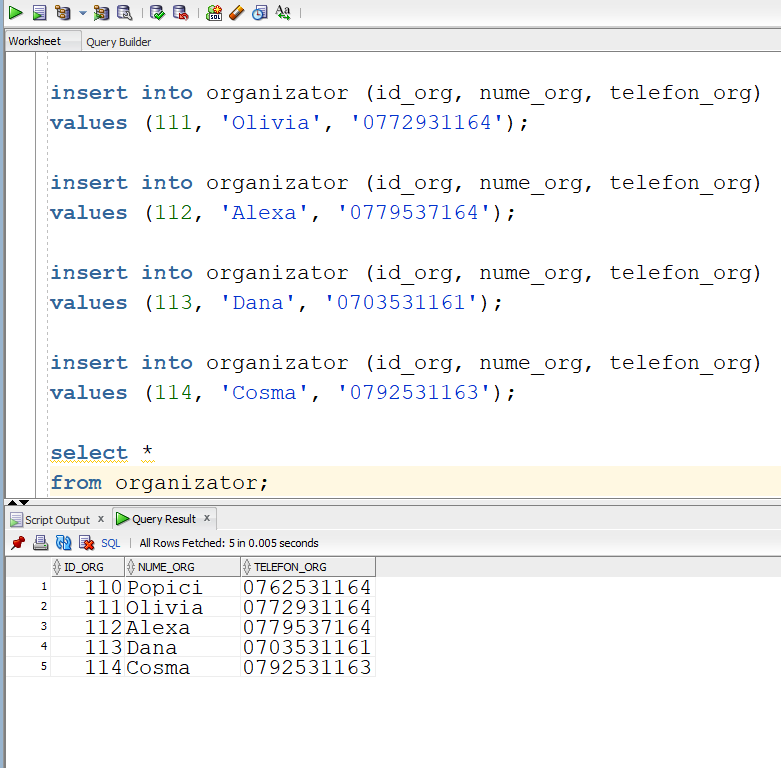 Worksheet Query Builder
insert into organizator (id_org, nume_org, telefon_org)
values (111, 'Olivia', '0772931164');
insert into organizator (id_org, nume_org, telefon_org)
values (112, 'Alexa', '0779537164');
insert into organizator (id_org, nume_org, telefon_org)
values (113, 'Dana', '0703531161');
insert into organizator (id_org, nume_org, telefon_org)
values (114, 'Cosma', '0792531163');
select *
from organizator;
Script Output x Query Result x
SQL | All Rows Fetched: 5 in 0.005 seconds
ID_ORG NUME_ORG TELEFON_ORG
1 110 Popici 0762531164
2 111 Olivia 0772931164
3 112 Alexa 0779537164
4 113 Dana 0703531161
5 114 Cosma 0792531163